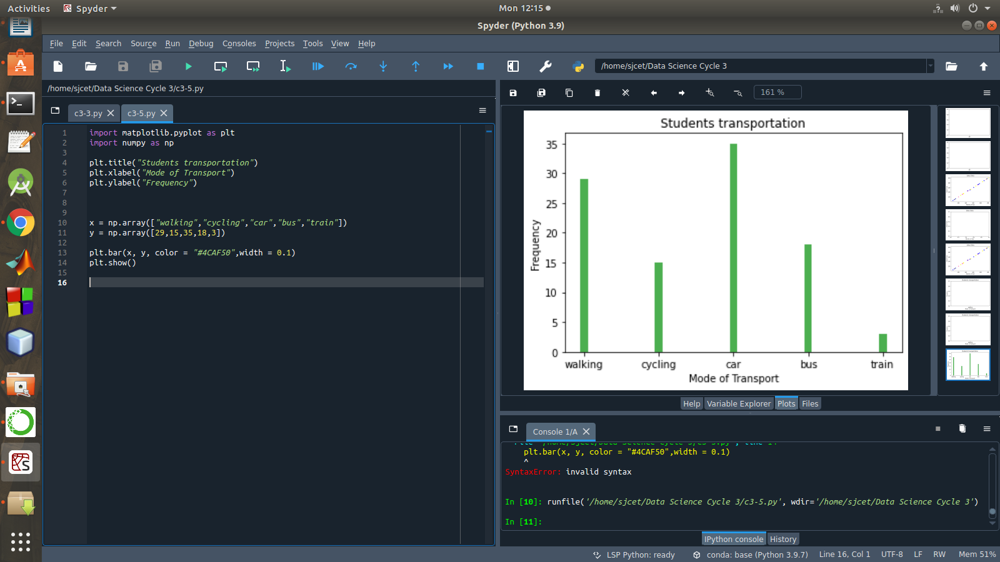 Activities Spyder Mon 12:15
Spyder (Python 3.9)
File Edit Search Source Run Debug Consoles Projects Tools View Help
/home/sjcet/Data Science Cycle 3
/home/sjcet/Data Science Cycle 3/c3-5.py
161 %
c3-3.py c3-5.py
1 import matplotlib.pyplot as plt
2 import numpy as np
3
4 plt.title("Students transportation")
5 plt.xlabel("Mode of Transport")
6 plt.ylabel("Frequency")
7
8
9
10 x = np.array(["walking","cycling","car","bus","train"])
11 y = np.array([29,15,35,18,3])
12
13 plt.bar(x, y, color = "#4CAF50",width = 0.1)
14 plt.show()
15
16
Students transportation
35
30
25
20
15
10
5
0
Frequency
walking cycling car bus train
Mode of Transport
Help Variable Explorer Plots Files
Console 1/A
plt.bar(x, y, color = "#4CAF50",width = 0.1)
^
SyntaxError: invalid syntax
In [10]: runfile('/home/sjcet/Data Science Cycle 3/c3-5.py', wdir='/home/sjcet/Data Science Cycle 3')
In [11]:
IPython console History
LSP Python: ready conda: base (Python 3.9.7) Line 16, Col 1 UTF-8 LF RW Mem 51%